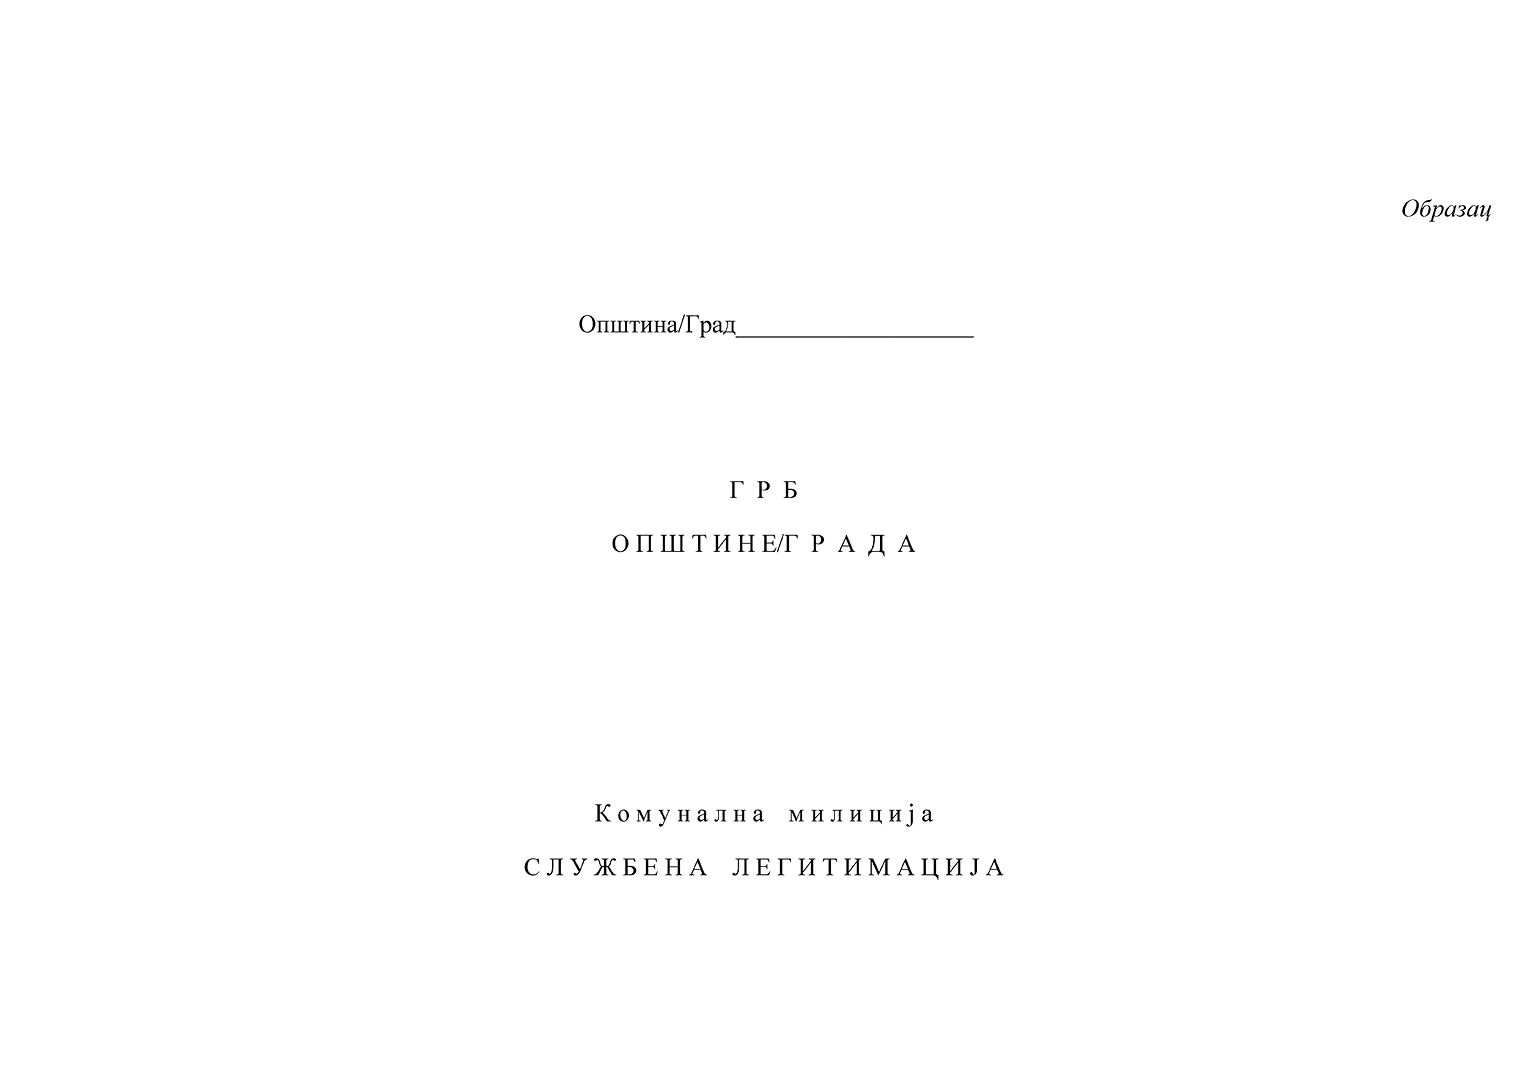 Образац
Општина/Град____________________
Г Р Б
О П Ш Т И Н Е/Г Р А Д А
К о м у н а л н а м и л и ц и ј а
С Л У Ж Б Е Н А Л Е Г И Т И М А Ц И Ј А